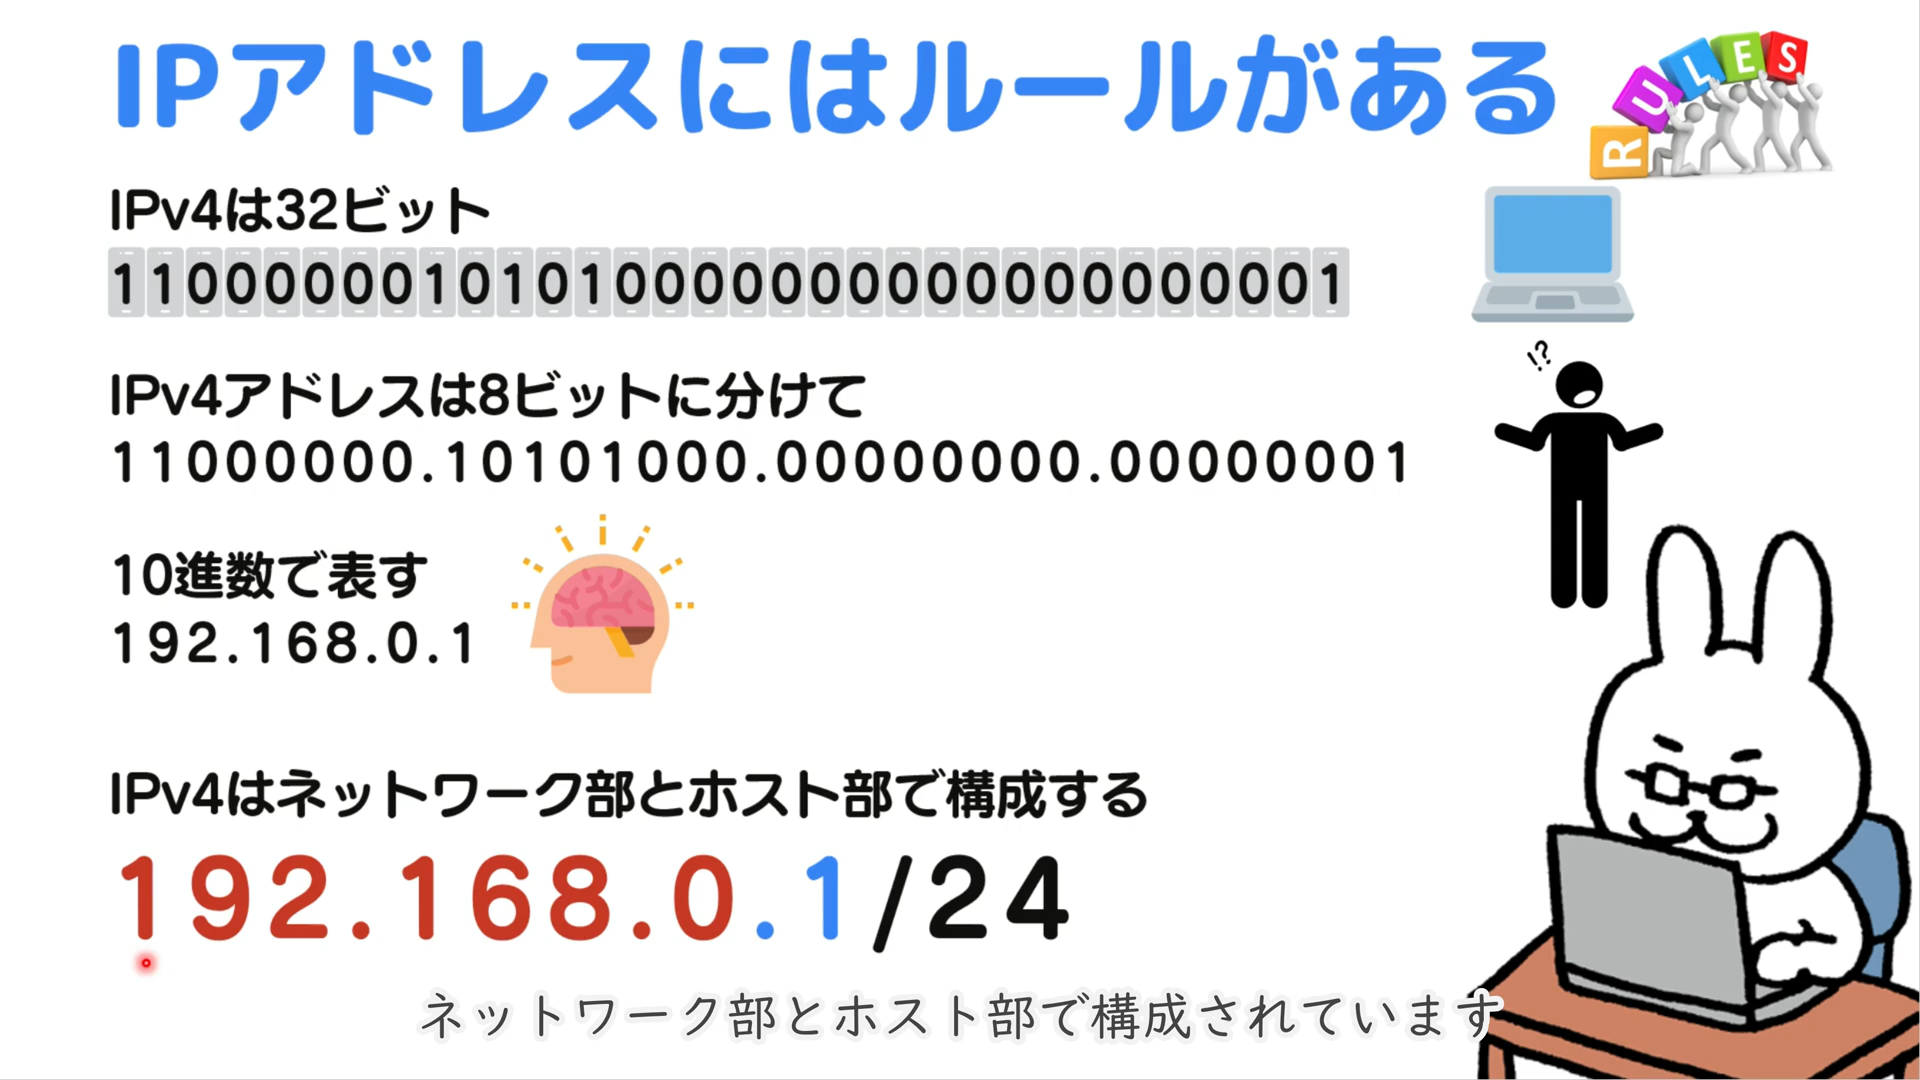 IPアドレスにはルールがある
RULES
IPv4は32ビット
11000000101010000000000000000001
IPv4アドレスは8ビットに分けて
11000000.10101000.00000000.00000001
!?
10進数で表す
192.168.0.1
IPv4はネットワーク部とホスト部で構成する
192.168.0.1/24
ネットワーク部とホスト部で構成されています